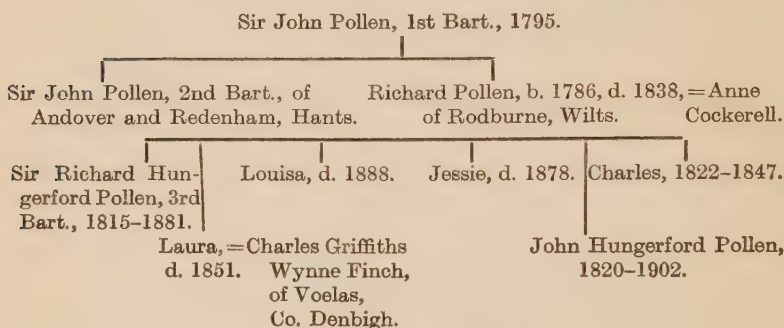 Sir John Pollen, 1st Bart., 1795.
Sir John Pollen, 2nd Bart., of
Andover and Redenham, Hants.
Richard Pollen, b. 1786, d. 1838,=Anne
of Rodburne, Wilts. Cockerell.
Sir Richard Hun-
gerford Pollen, 3rd
Bart., 1815–1881.
Laura,=Charles Griffiths
d. 1851. Wynne Finch,
of Voelas,
Co. Denbigh.
Louisa, d. 1888.
Jessie, d. 1878.
John Hungerford Pollen,
1820–1902.
Charles, 1822–1847.